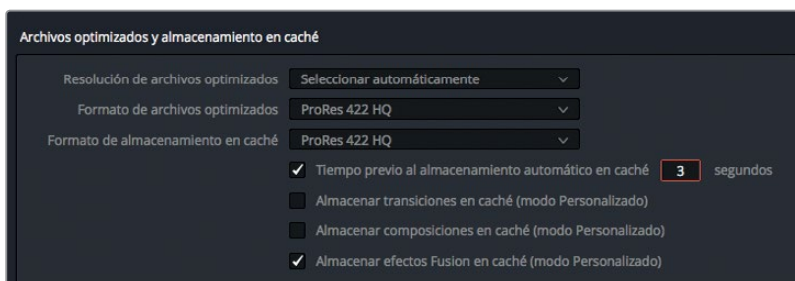 Archivos optimizados y almacenamiento en caché
Resolución de archivos optimizados Seleccionar automáticamente
Formato de archivos optimizados ProRes 422 HQ
Formato de almacenamiento en caché ProRes 422 HQ
Tiempo previo al almacenamiento automático en caché 3 segundos
Almacenar transiciones en caché (modo Personalizado)
Almacenar composiciones en caché (modo Personalizado)
Almacenar efectos Fusion en caché (modo Personalizado)